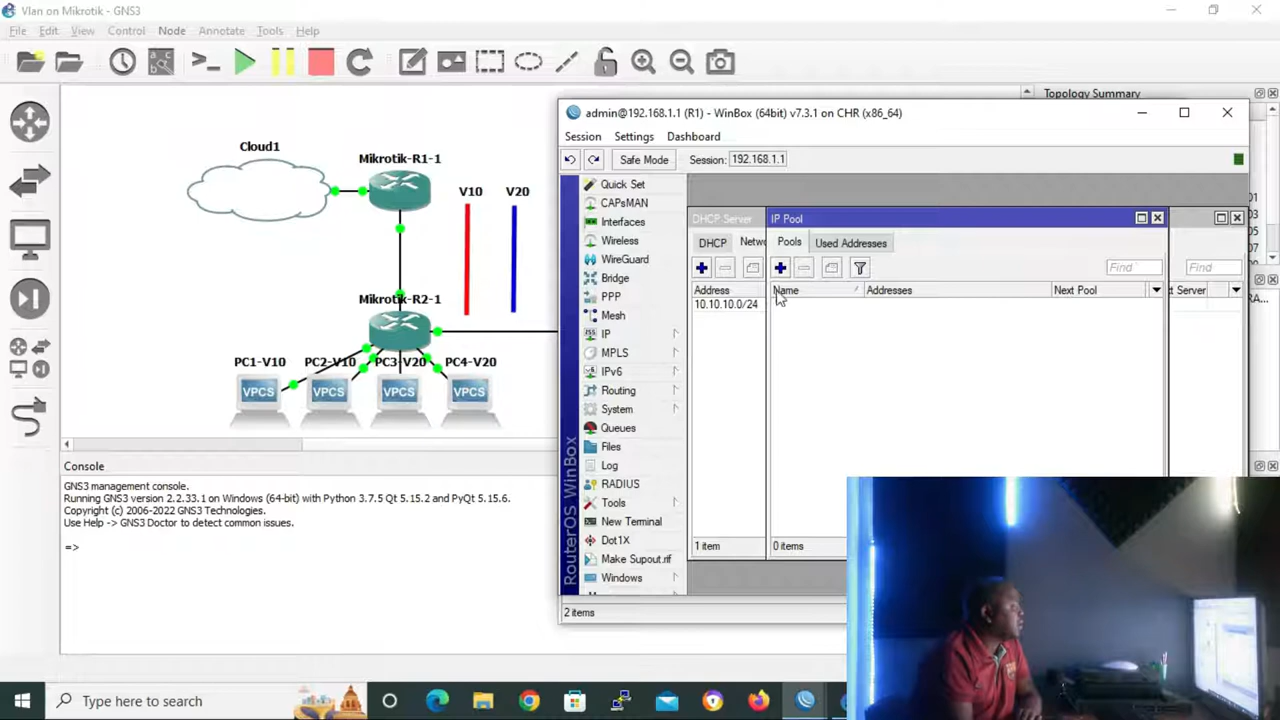 Vlan on Mikrotik - GNS3
File Edit View Control Node Annotate Tools Help
Topology Summary
Cloud1
Mikrotik-R1-1
V10 V20
Mikrotik-R2-1
PC1-V10 PC2-V10 PC3-V20 PC4-V20
VPCS VPCS VPCS VPCS
Console
GNS3 management console.
Running GNS3 version 2.2.33.1 on Windows (64-bit) with Python 3.7.5 Qt 5.15.2 and PyQt 5.15.6.
Copyright (c) 2006-2022 GNS3 Technologies.
Use Help -> GNS3 Doctor to detect common issues.
=>
admin@192.168.1.1 (R1) - WinBox (64bit) v7.3.1 on CHR (x86_64)
Session Settings Dashboard
Safe Mode Session: 192.168.1.1
RouterOS WinBox
Quick Set
CAPsMAN
Interfaces
Wireless
WireGuard
Bridge
PPP
Mesh
IP
MPLS
IPv6
Routing
System
Queues
Files
Log
RADIUS
Tools
New Terminal
Dot1X
Make Supout.rif
Windows
2 items
DHCP Server
DHCP Netwo
Address
10.10.10.0/24
1 item
IP Pool
Pools Used Addresses
Find
Name Addresses Next Pool
0 items
Find
t Server
Type here to search